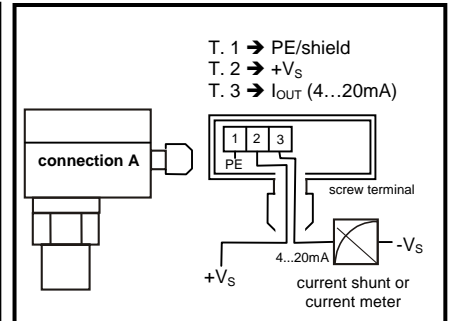 T. 1 ➔ PE/shield
T. 2 ➔ +VS
T. 3 ➔ IOUT (4…20mA)
connection A
1 2 3
PE
screw terminal
4...20mA
-VS
+VS
current shunt or
current meter